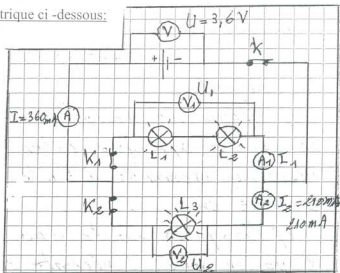 trique ci -dessous:
V
U = 3,6 V
+ -
K
U1
V1
I = 360mA
A
L1
L2
K1
A1
I1
K2
A2
I2 = 210mA
210mA
L3
V2
U2